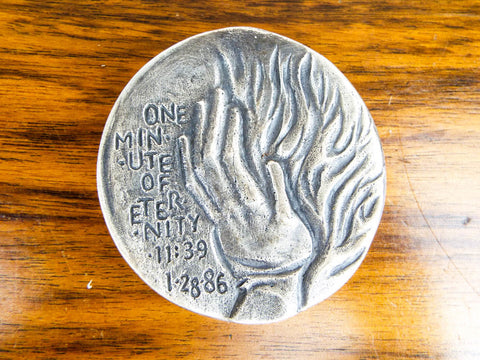 ONE
MIN-
-UTE
OF
ETER-
-NITY
·11:39
1·28·86